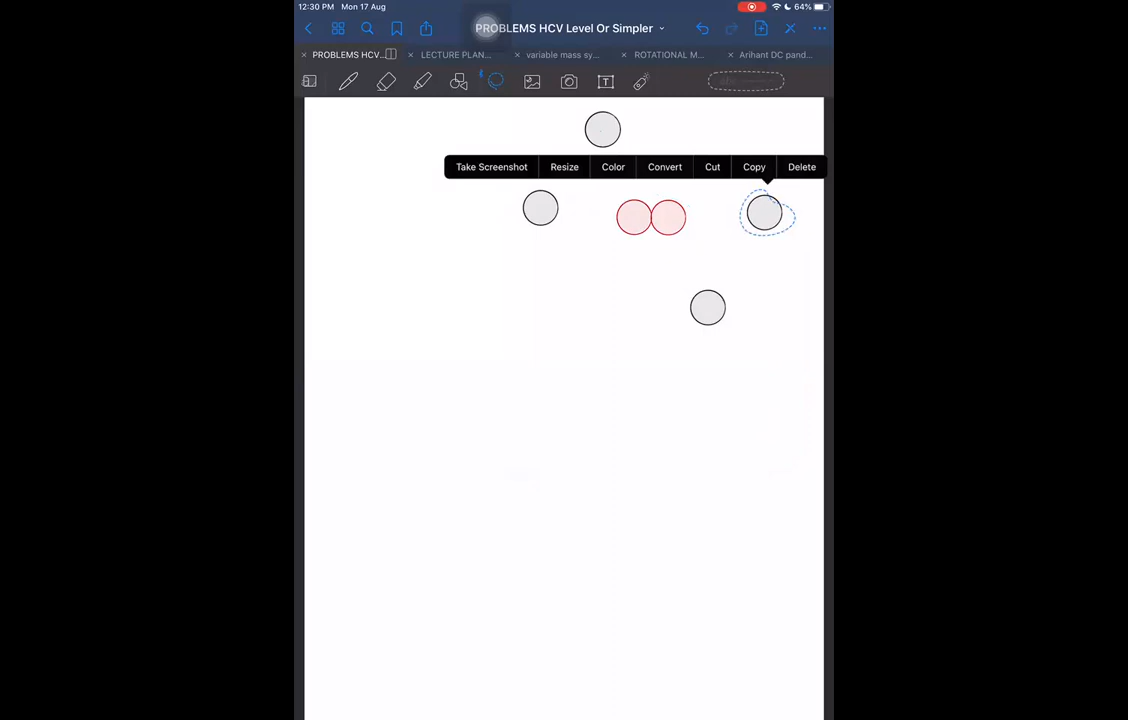 12:30 PM Mon 17 Aug 64%
PROBLEMS HCV Level Or Simpler
PROBLEMS HCV... LECTURE PLAN... variable mass sy... ROTATIONAL M... Arihant DC pand...
T
Take Screenshot Resize Color Convert Cut Copy Delete